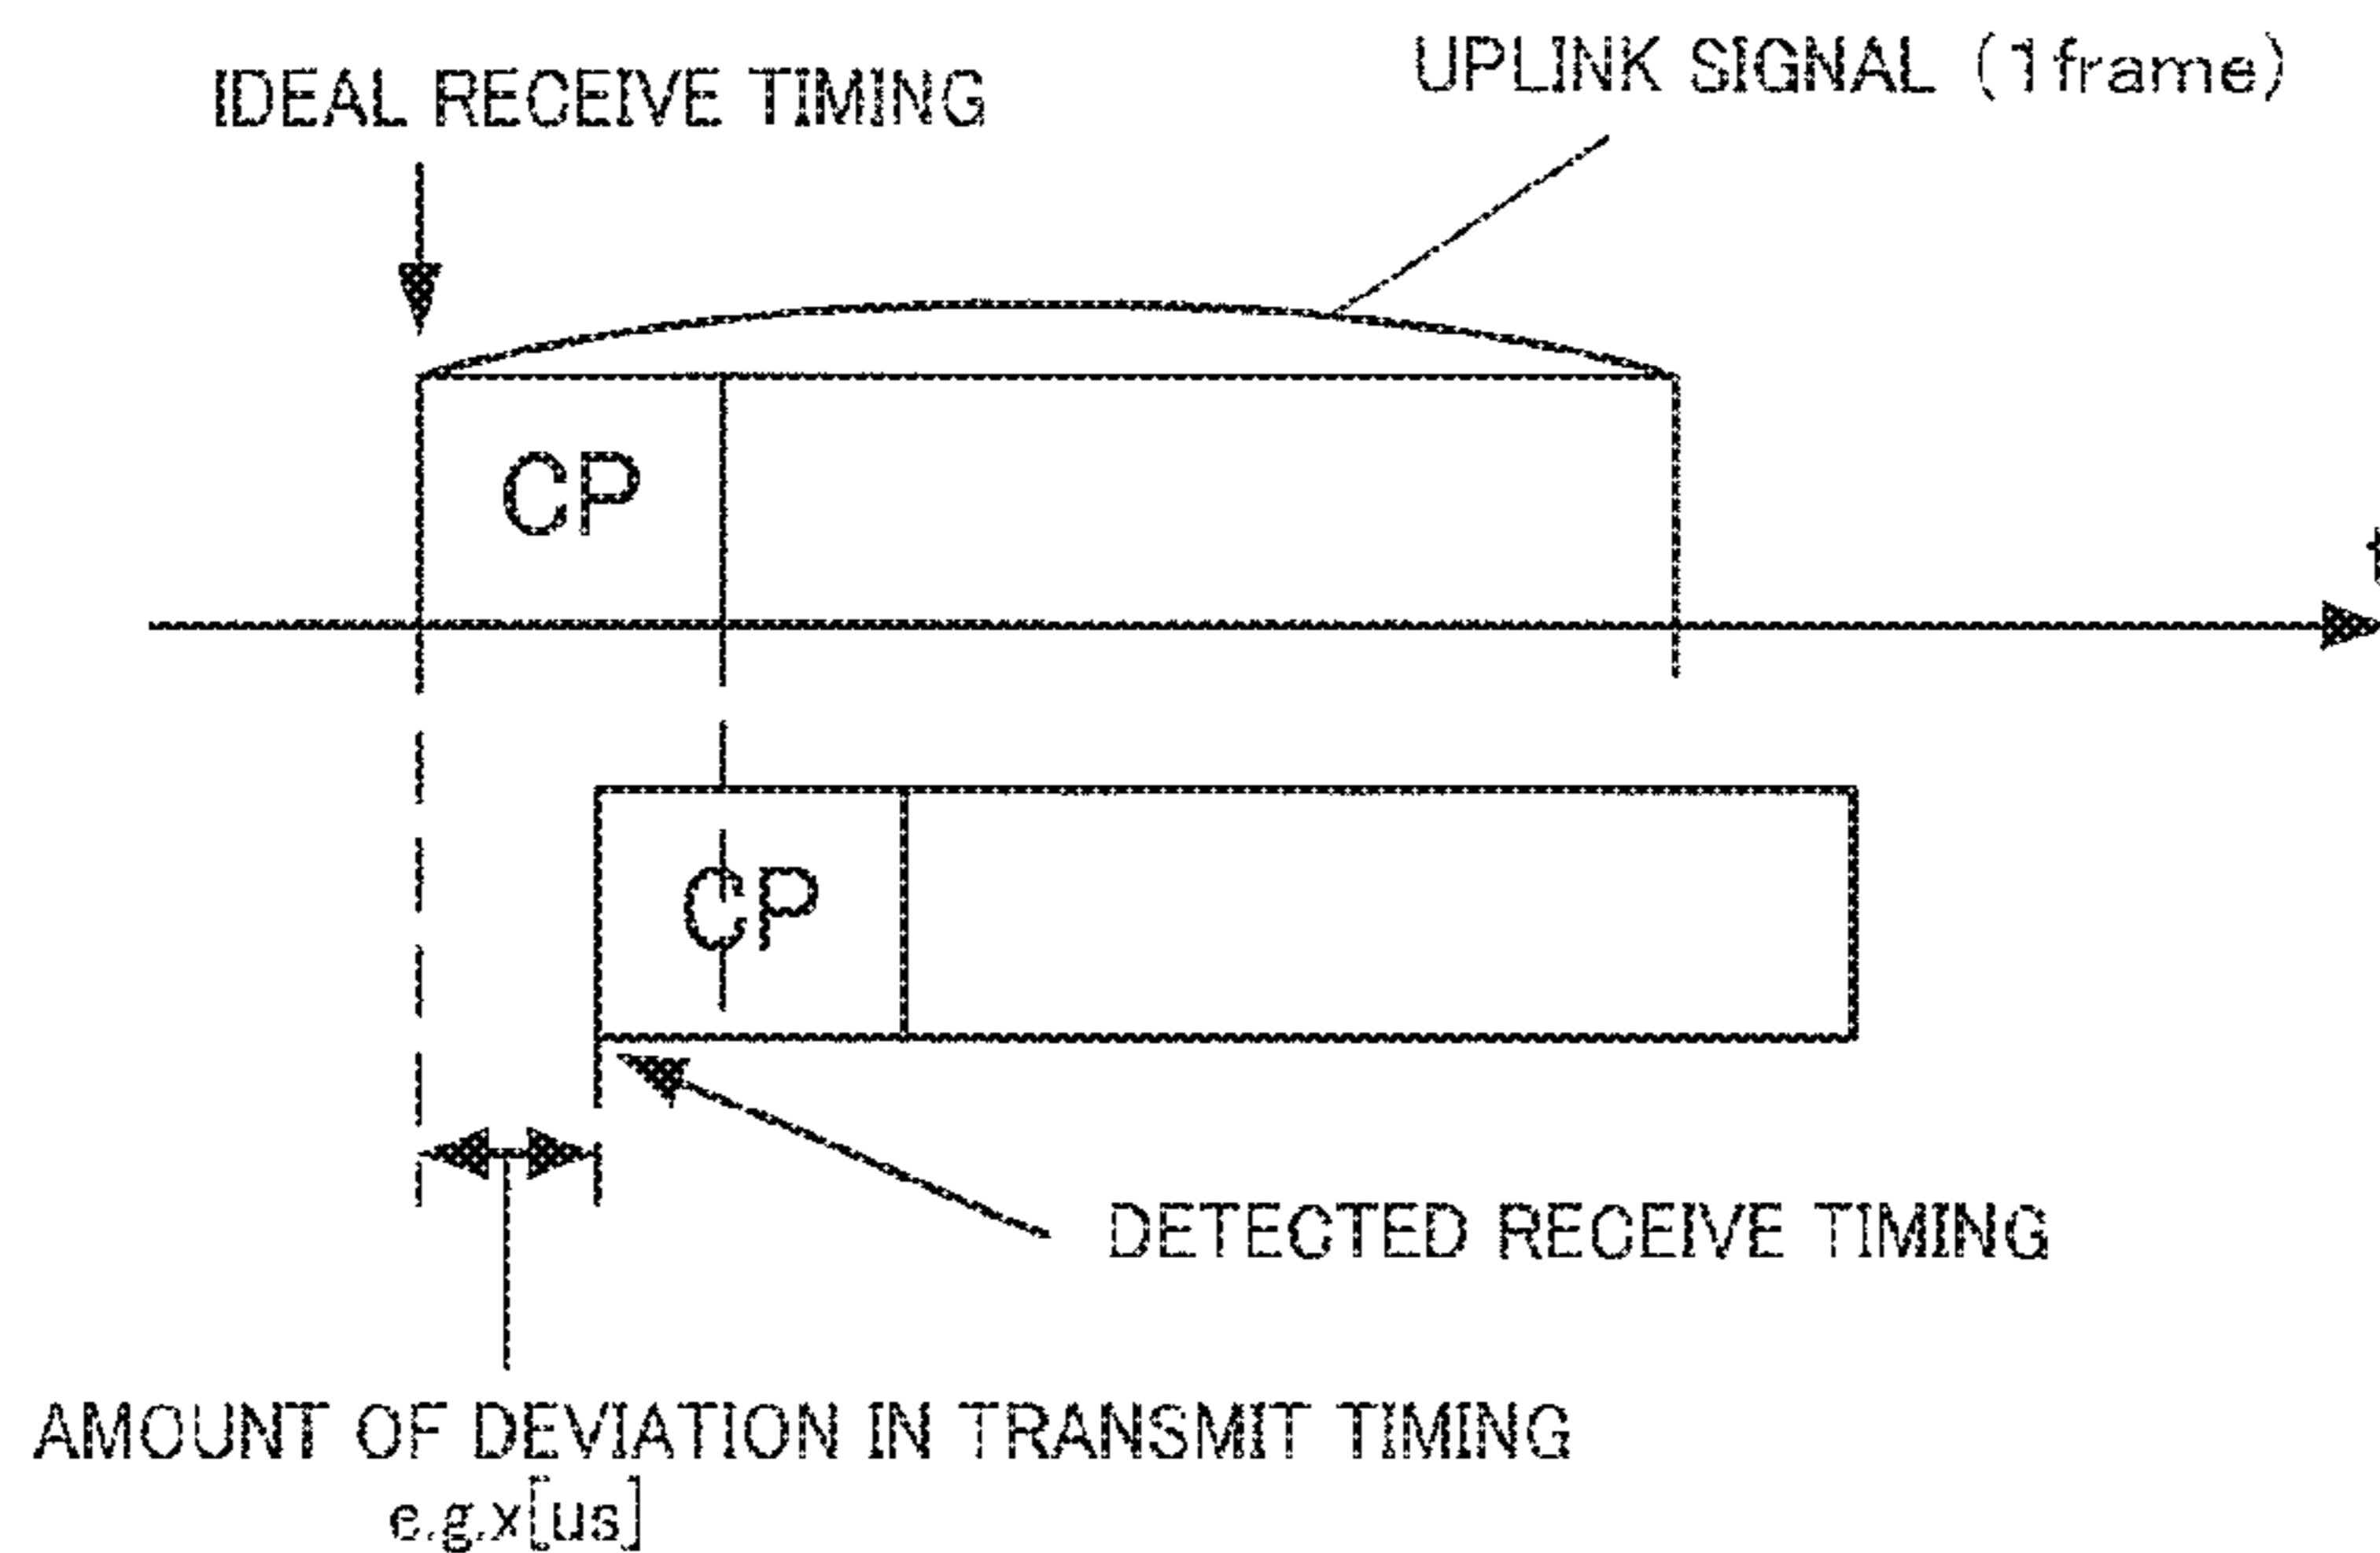 IDEAL RECEIVE TIMING
UPLINK SIGNAL (1frame)
CP
t
CP
DETECTED RECEIVE TIMING
AMOUNT OF DEVIATION IN TRANSMIT TIMING
e.g.x[us]